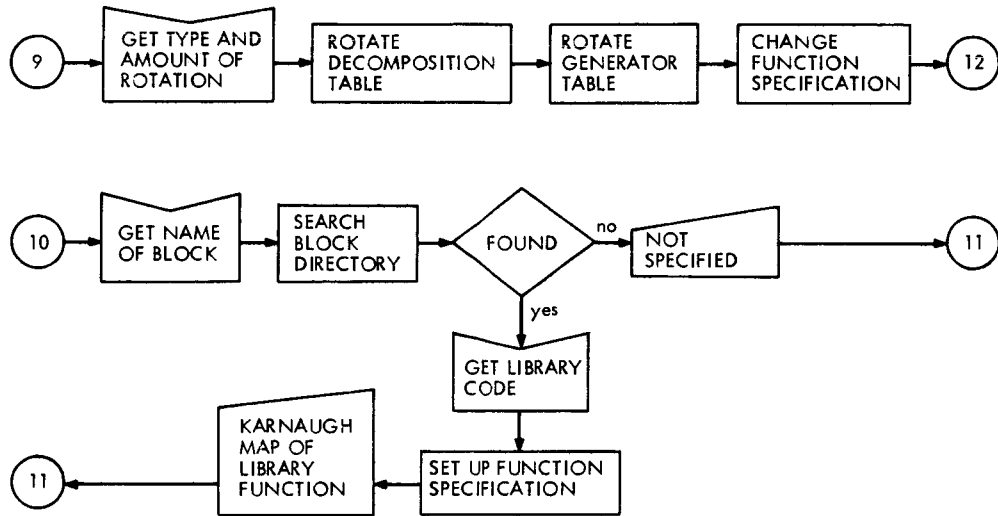 9
GET TYPE AND
AMOUNT OF
ROTATION
ROTATE
DECOMPOSITION
TABLE
ROTATE
GENERATOR
TABLE
CHANGE
FUNCTION
SPECIFICATION
12
10
GET NAME
OF BLOCK
SEARCH
BLOCK
DIRECTORY
FOUND
no
NOT
SPECIFIED
11
yes
GET LIBRARY
CODE
SET UP FUNCTION
SPECIFICATION
KARNAUGH
MAP OF
LIBRARY
FUNCTION
11